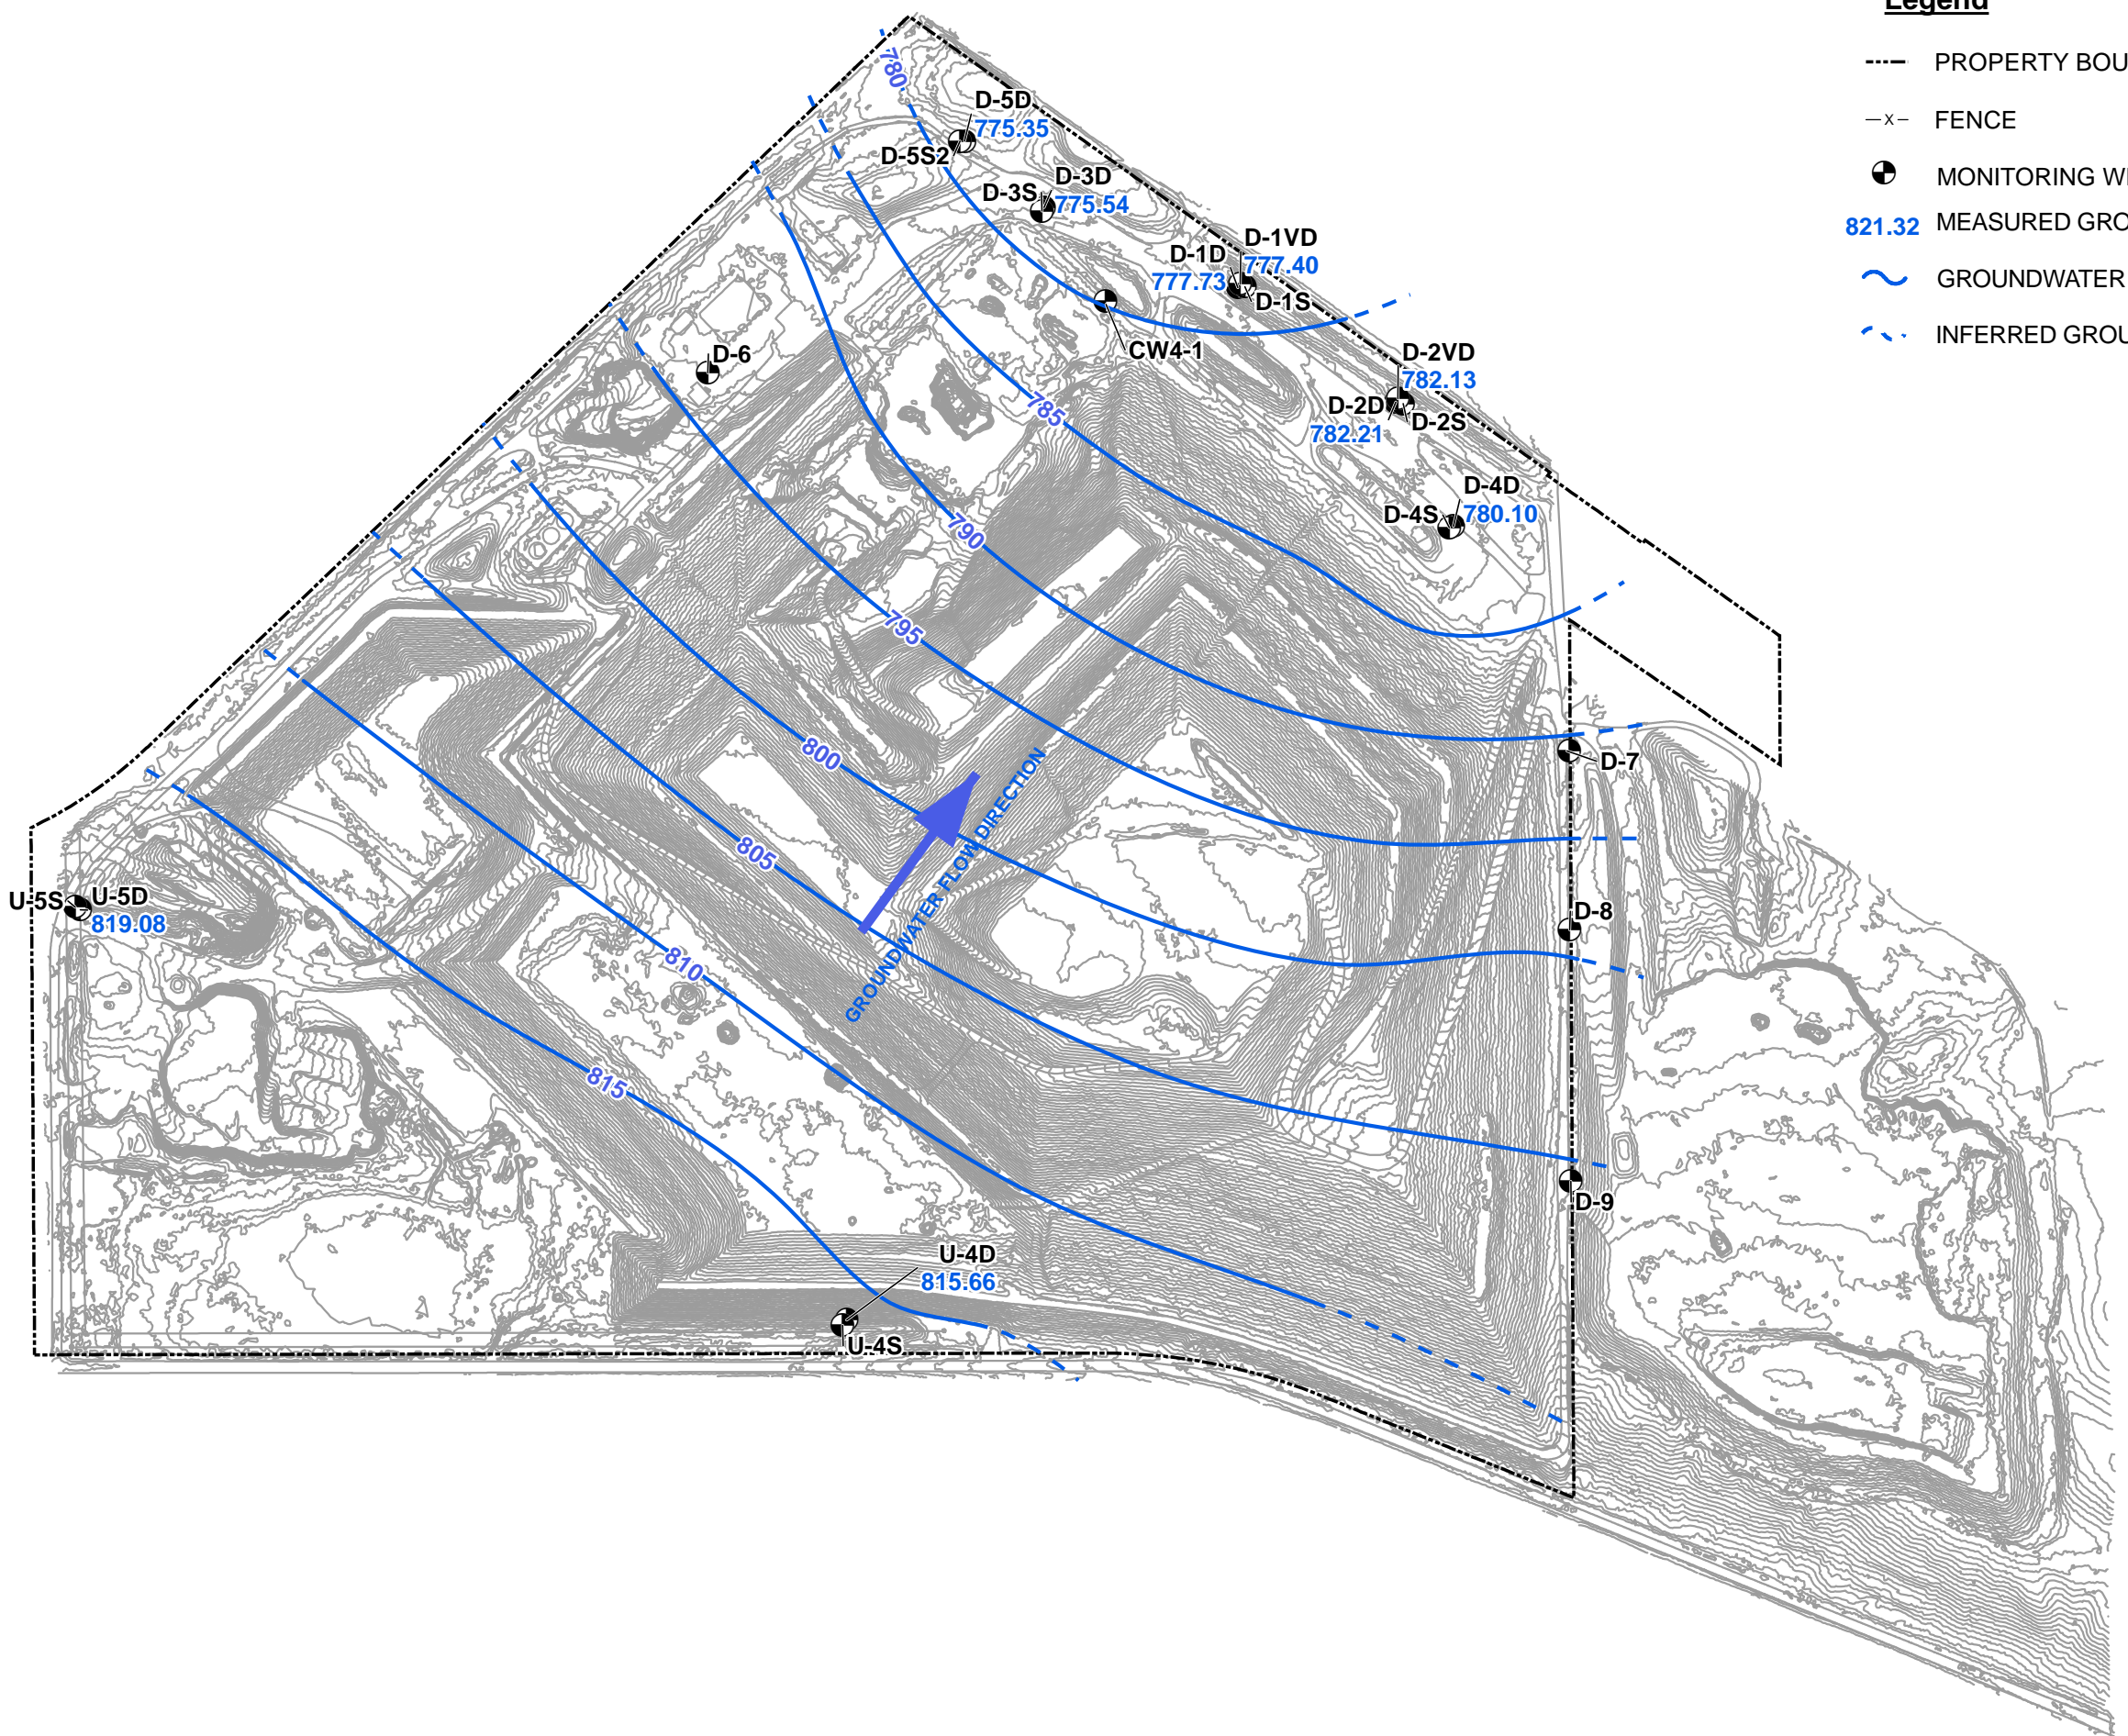 Legend
PROPERTY BOU
—x— FENCE
MONITORING W
821.32 MEASURED GRO
GROUNDWATER
INFERRED GROU
780
D-5D
775.35
D-5S2
D-3D
D-3S
775.54
D-1VD
D-1D
777.40
777.73
D-1S
CW4-1
D-6
D-2VD
782.13
D-2D
D-2S
782.21
785
D-4D
D-4S
780.10
790
795
800
D-7
GROUNDWATER FLOW DIRECTION
805
U-5S
U-5D
819.08
D-8
810
815
D-9
U-4D
815.66
U-4S